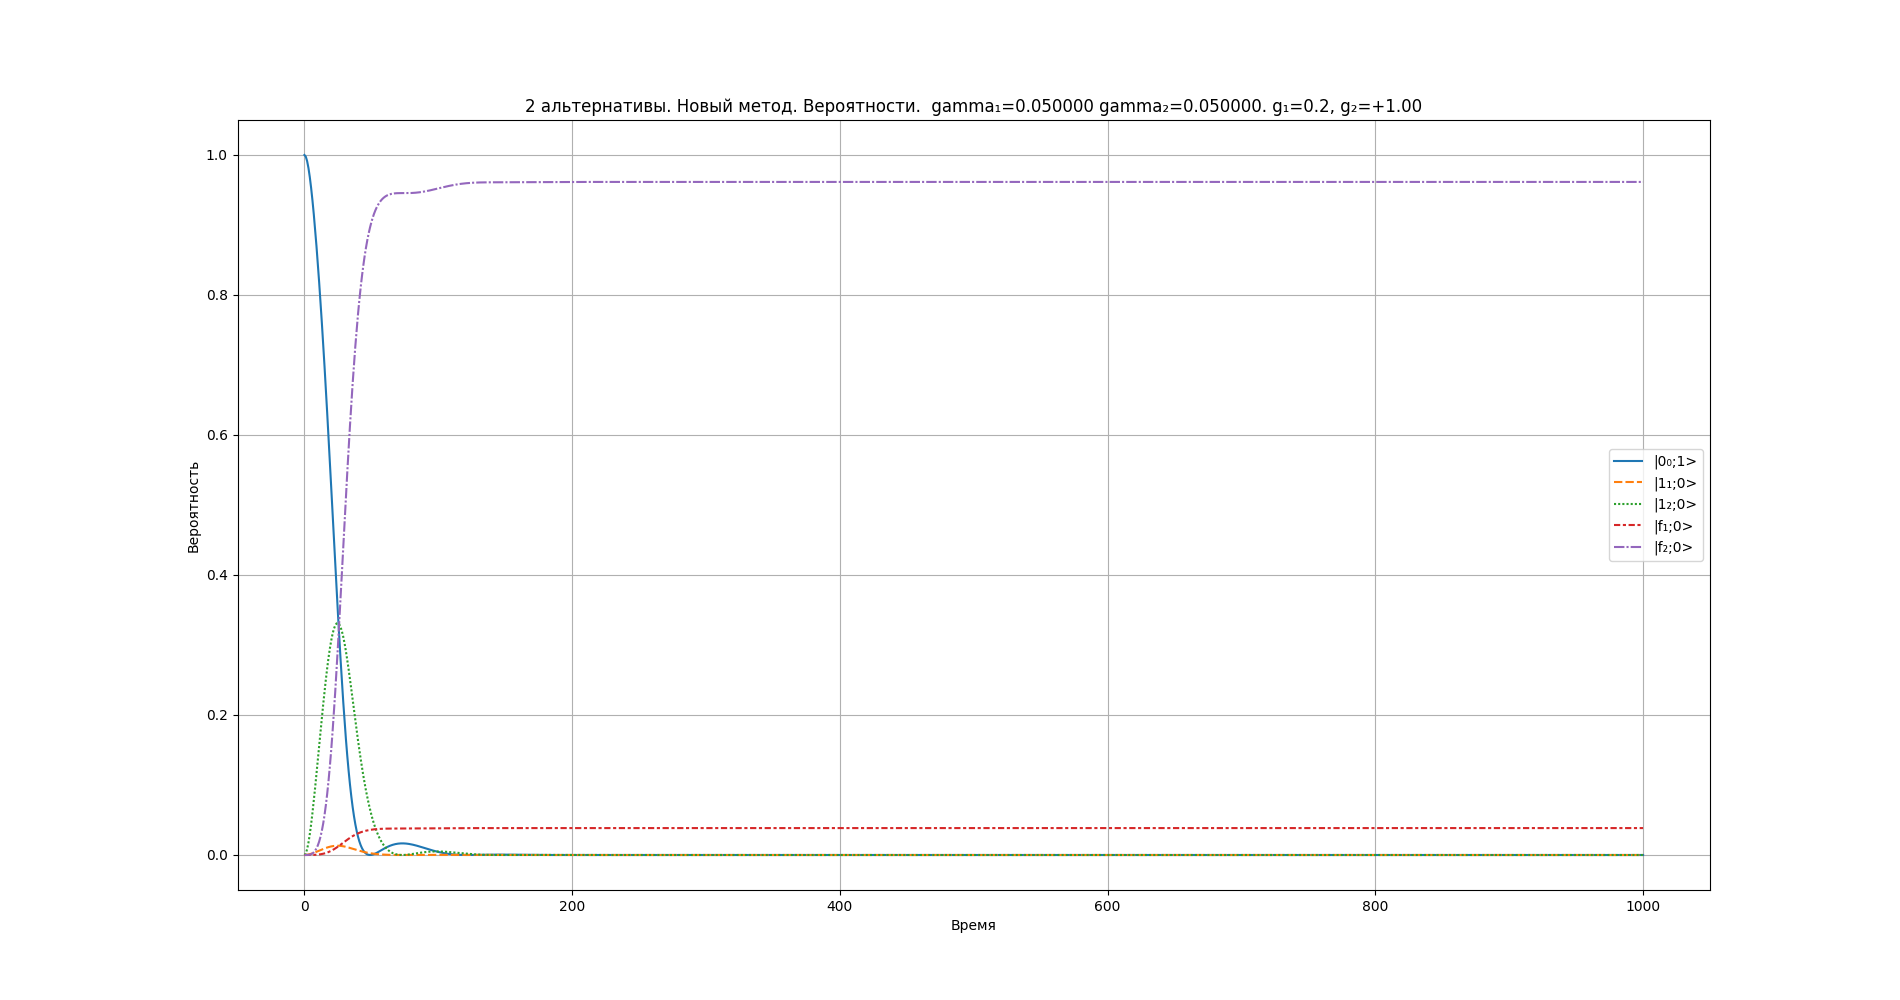 2 альтернативы. Новый метод. Вероятности.  gamma₁=0.050000 gamma₂=0.050000. g₁=0.2, g₂=+1.00
1.0
0.8
0.6
0.4
0.2
0.0
Вероятность
|0₀;1>
|1₁;0>
|1₂;0>
|f₁;0>
|f₂;0>
0 200 400 600 800 1000
Время